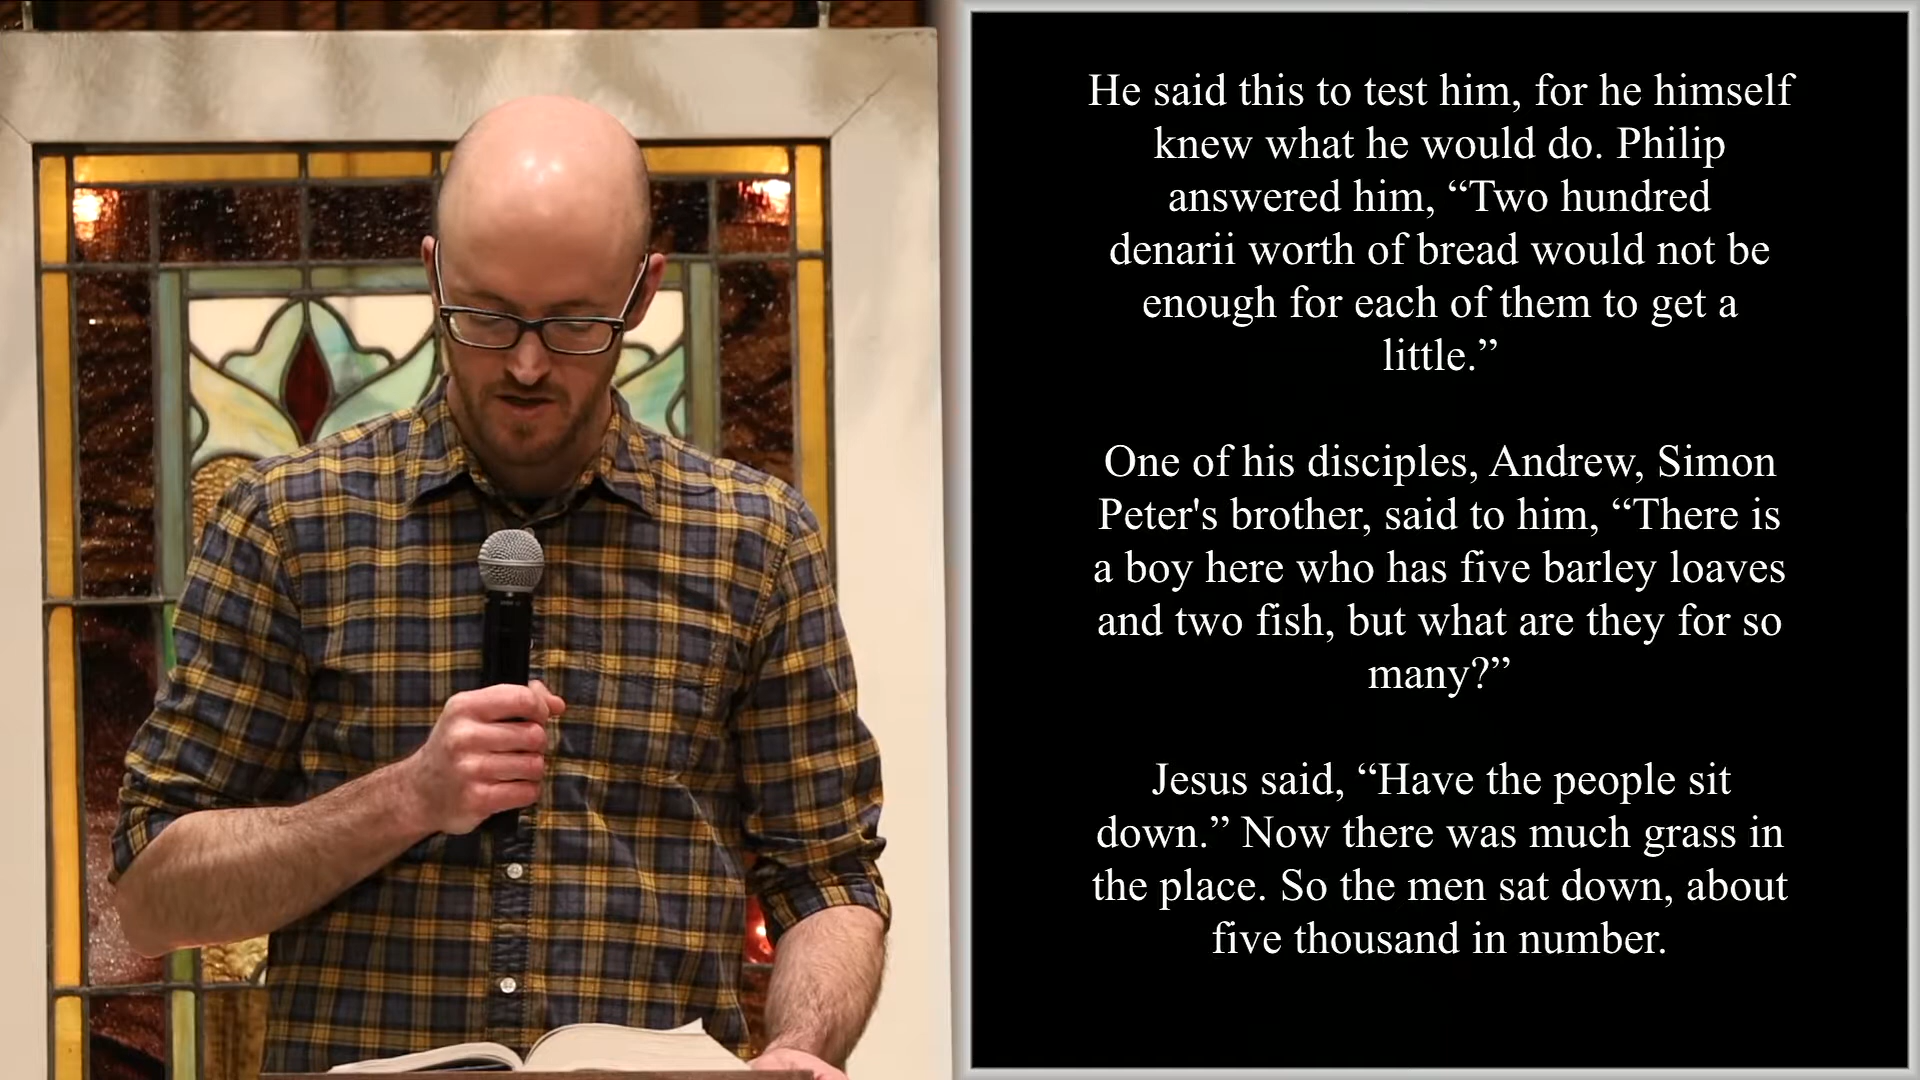 He said this to test him, for he himself
knew what he would do. Philip
answered him, “Two hundred
denarii worth of bread would not be
enough for each of them to get a
little.”
One of his disciples, Andrew, Simon
Peter's brother, said to him, “There is
a boy here who has five barley loaves
and two fish, but what are they for so
many?”
Jesus said, “Have the people sit
down.” Now there was much grass in
the place. So the men sat down, about
five thousand in number.